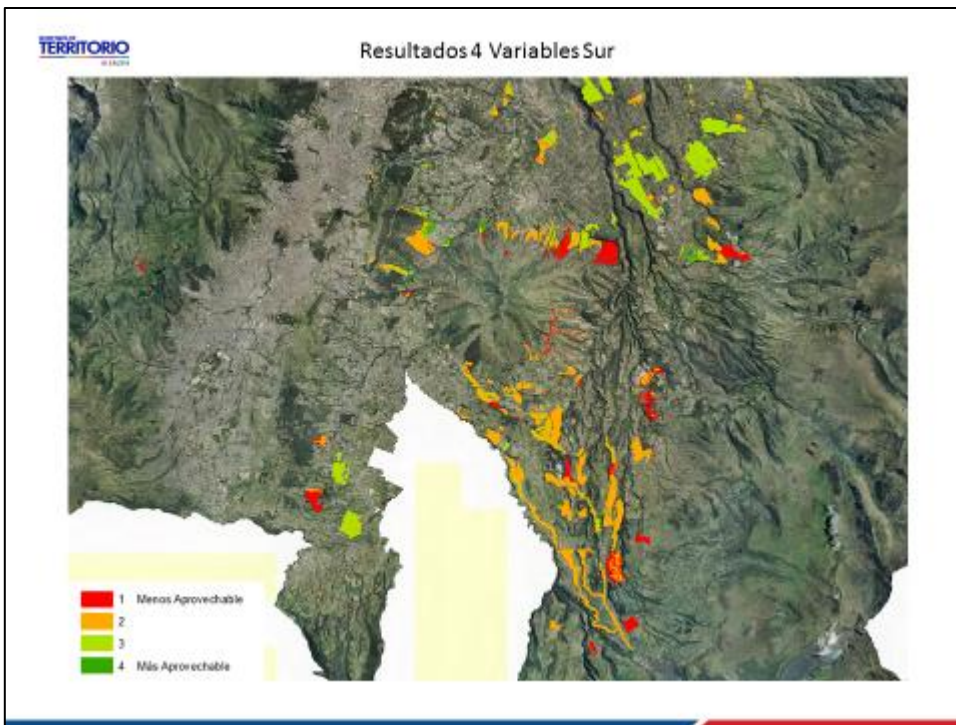 TERRITORIO
Resultados 4 Variables Sur
1 Menos Aprovechable
2
3
4 Más Aprovechable